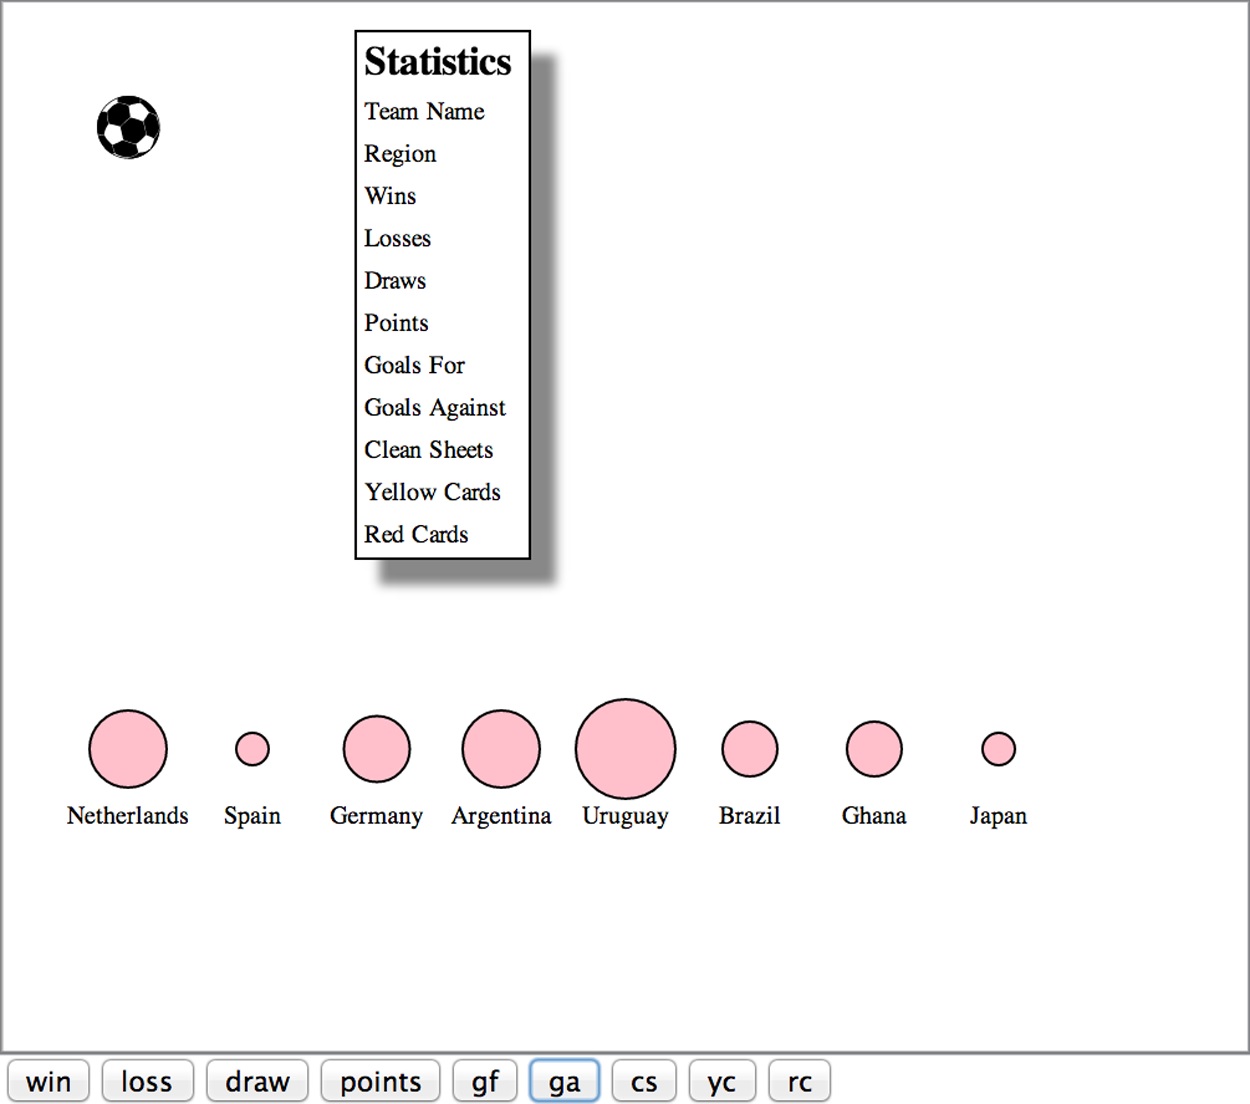 Statistics
Team Name
Region
Wins
Losses
Draws
Points
Goals For
Goals Against
Clean Sheets
Yellow Cards
Red Cards
Netherlands Spain Germany Argentina Uruguay Brazil Ghana Japan
win loss draw points gf ga cs yc rc